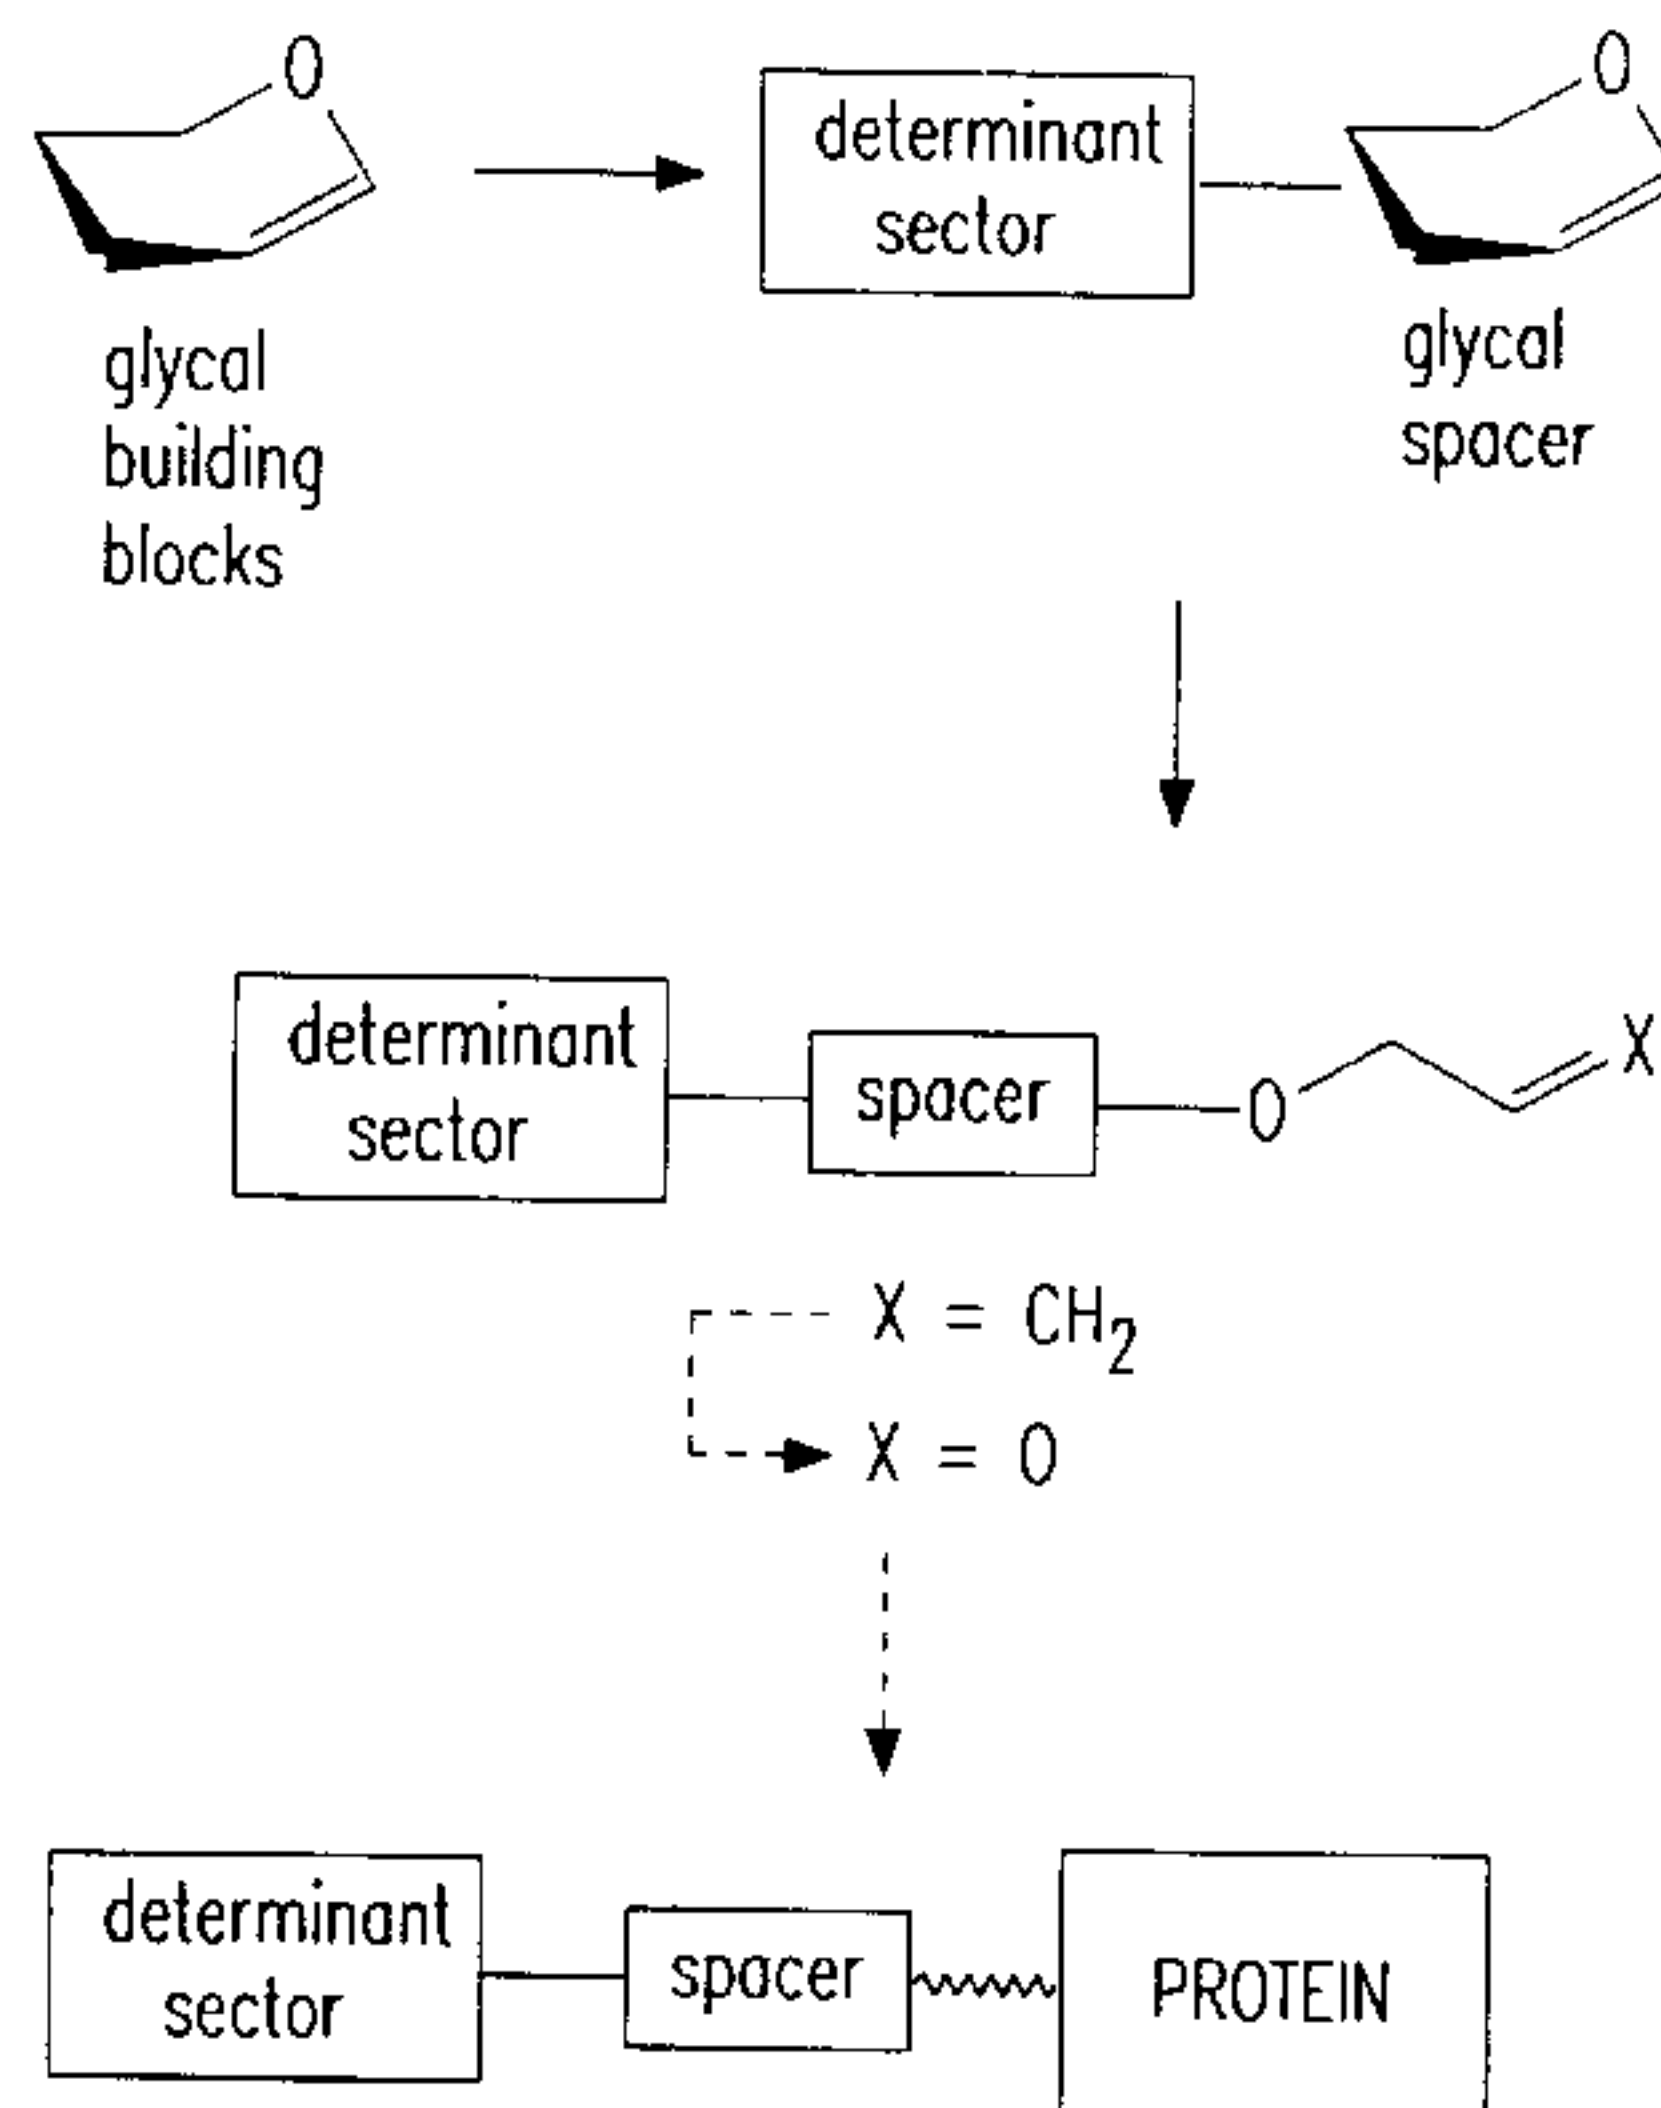 O
glycal
building
blocks
determinant
sector
O
glycal
spacer
determinant
sector
spacer
O
X
X = CH2
X = O
determinant
sector
spacer
PROTEIN